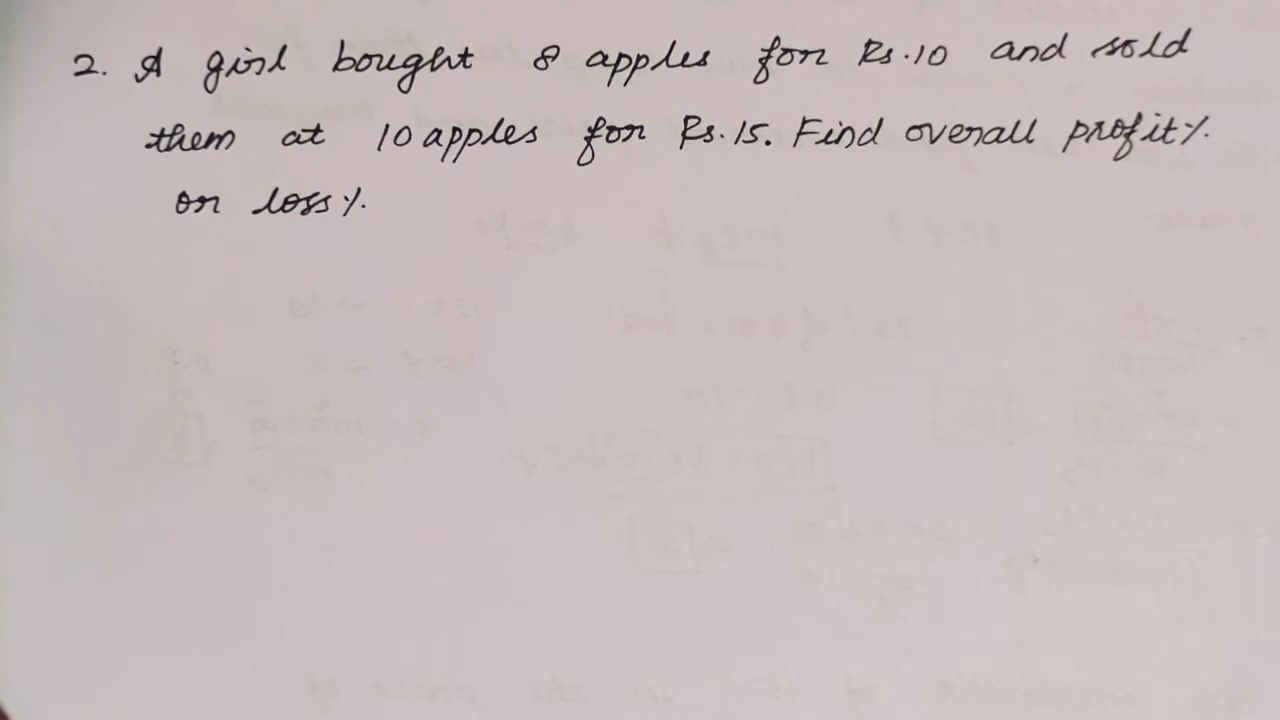 2. A girl bought 8 apples for Rs.10 and sold
them at 10 apples for Rs.15. Find overall profit%
or loss%.